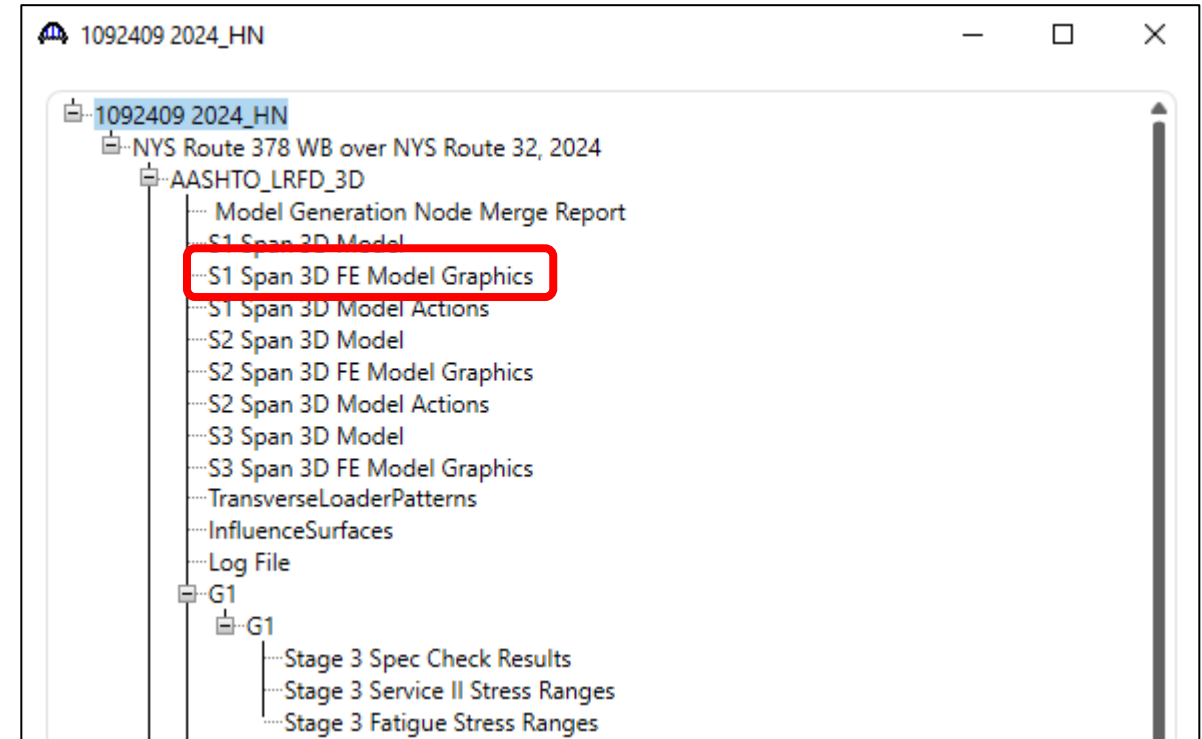 1092409 2024_HN
1092409 2024_HN
NYS Route 378 WB over NYS Route 32, 2024
AASHTO_LRFD_3D
Model Generation Node Merge Report
S1 Span 3D Model
S1 Span 3D FE Model Graphics
S1 Span 3D Model Actions
S2 Span 3D Model
S2 Span 3D FE Model Graphics
S2 Span 3D Model Actions
S3 Span 3D Model
S3 Span 3D FE Model Graphics
TransverseLoaderPatterns
InfluenceSurfaces
Log File
G1
G1
Stage 3 Spec Check Results
Stage 3 Service II Stress Ranges
Stage 3 Fatigue Stress Ranges